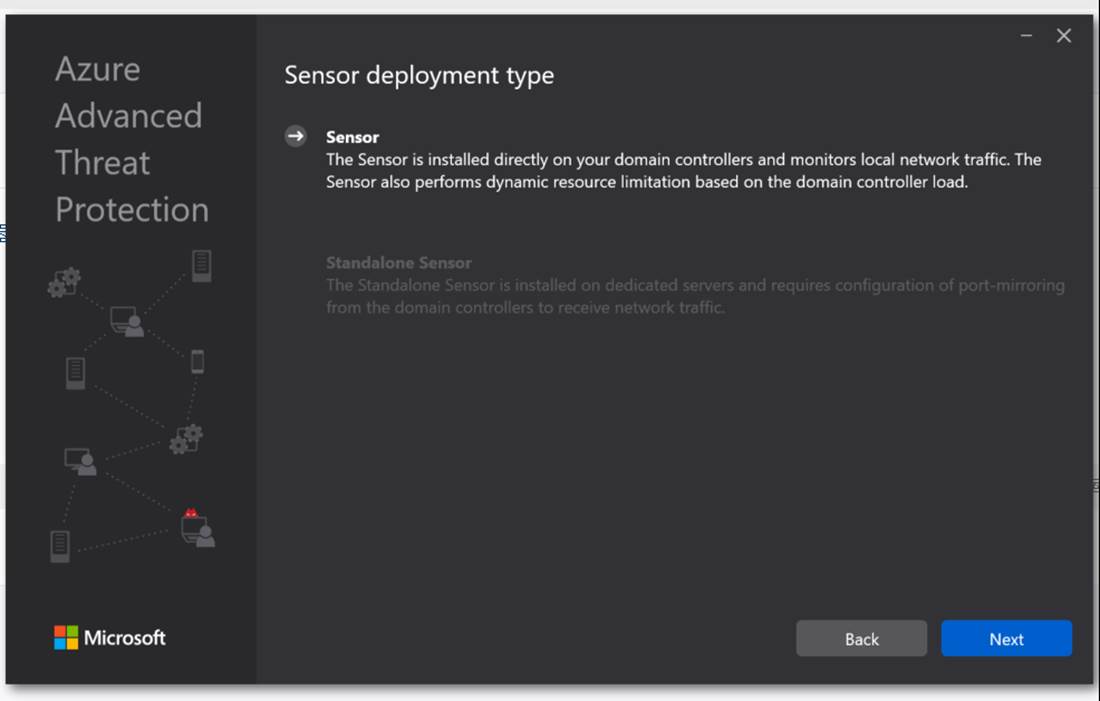 Azure
Advanced
Threat
Protection
Sensor deployment type
Sensor
The Sensor is installed directly on your domain controllers and monitors local network traffic. The
Sensor also performs dynamic resource limitation based on the domain controller load.
Standalone Sensor
The Standalone Sensor is installed on dedicated servers and requires configuration of port-mirroring
from the domain controllers to receive network traffic.
Microsoft
Back
Next